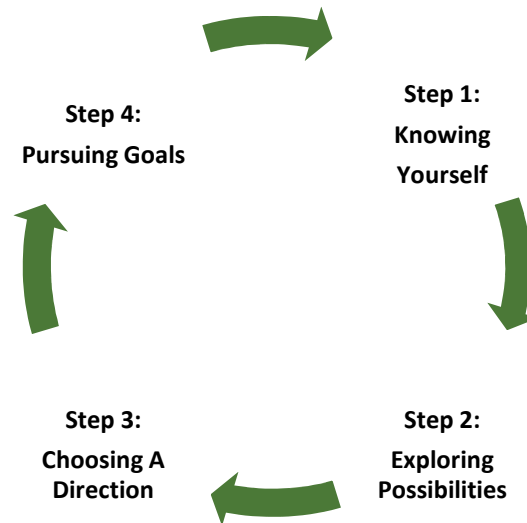 Step 1:
Knowing
Yourself
Step 2:
Exploring
Possibilities
Step 3:
Choosing A
Direction
Step 4:
Pursuing Goals